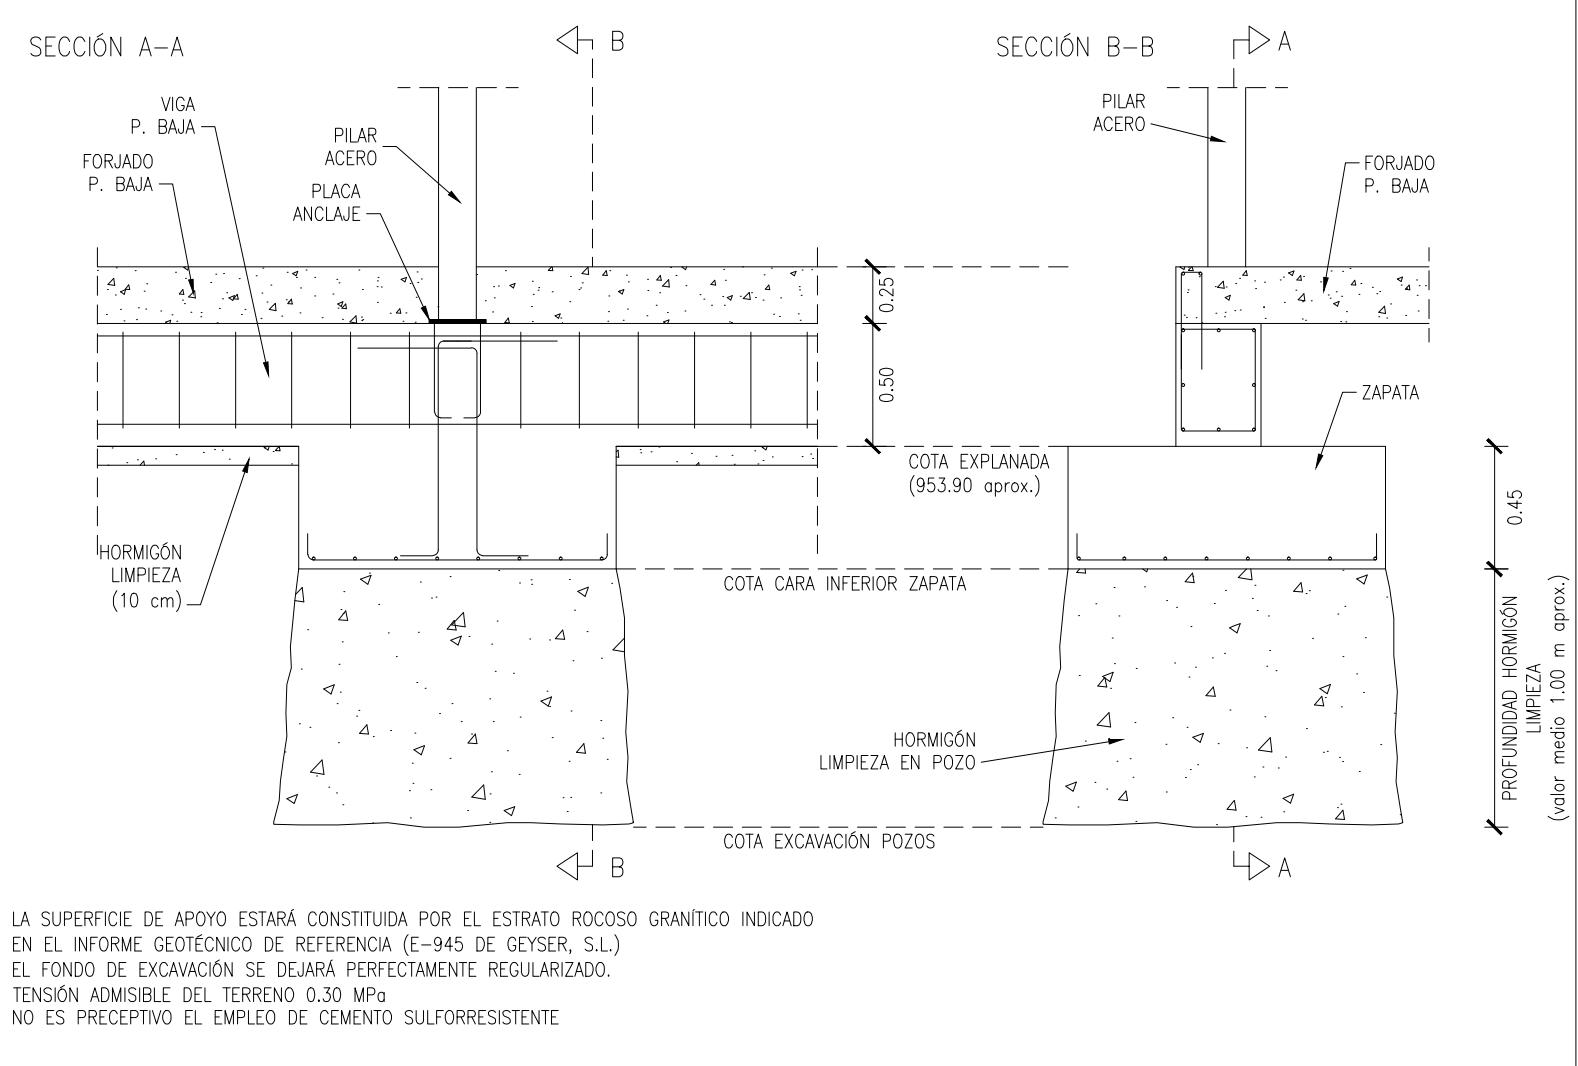 SECCIÓN A-A
B
SECCIÓN B-B
A
VIGA
P. BAJA
FORJADO
P. BAJA
PILAR
ACERO
PLACA
ANCLAJE
PILAR
ACERO
FORJADO
P. BAJA
0.25
0.50
ZAPATA
COTA EXPLANADA
(953.90 aprox.)
0.45
HORMIGÓN
LIMPIEZA
(10 cm)
COTA CARA INFERIOR ZAPATA
PROFUNDIDAD HORMIGÓN
LIMPIEZA
(valor medio 1.00 m aprox.)
HORMIGÓN
LIMPIEZA EN POZO
COTA EXCAVACIÓN POZOS
B
A
LA SUPERFICIE DE APOYO ESTARÁ CONSTITUIDA POR EL ESTRATO ROCOSO GRANÍTICO INDICADO
EN EL INFORME GEOTÉCNICO DE REFERENCIA (E-945 DE GEYSER, S.L.)
EL FONDO DE EXCAVACIÓN SE DEJARÁ PERFECTAMENTE REGULARIZADO.
TENSIÓN ADMISIBLE DEL TERRENO 0.30 MPa
NO ES PRECEPTIVO EL EMPLEO DE CEMENTO SULFORRESISTENTE